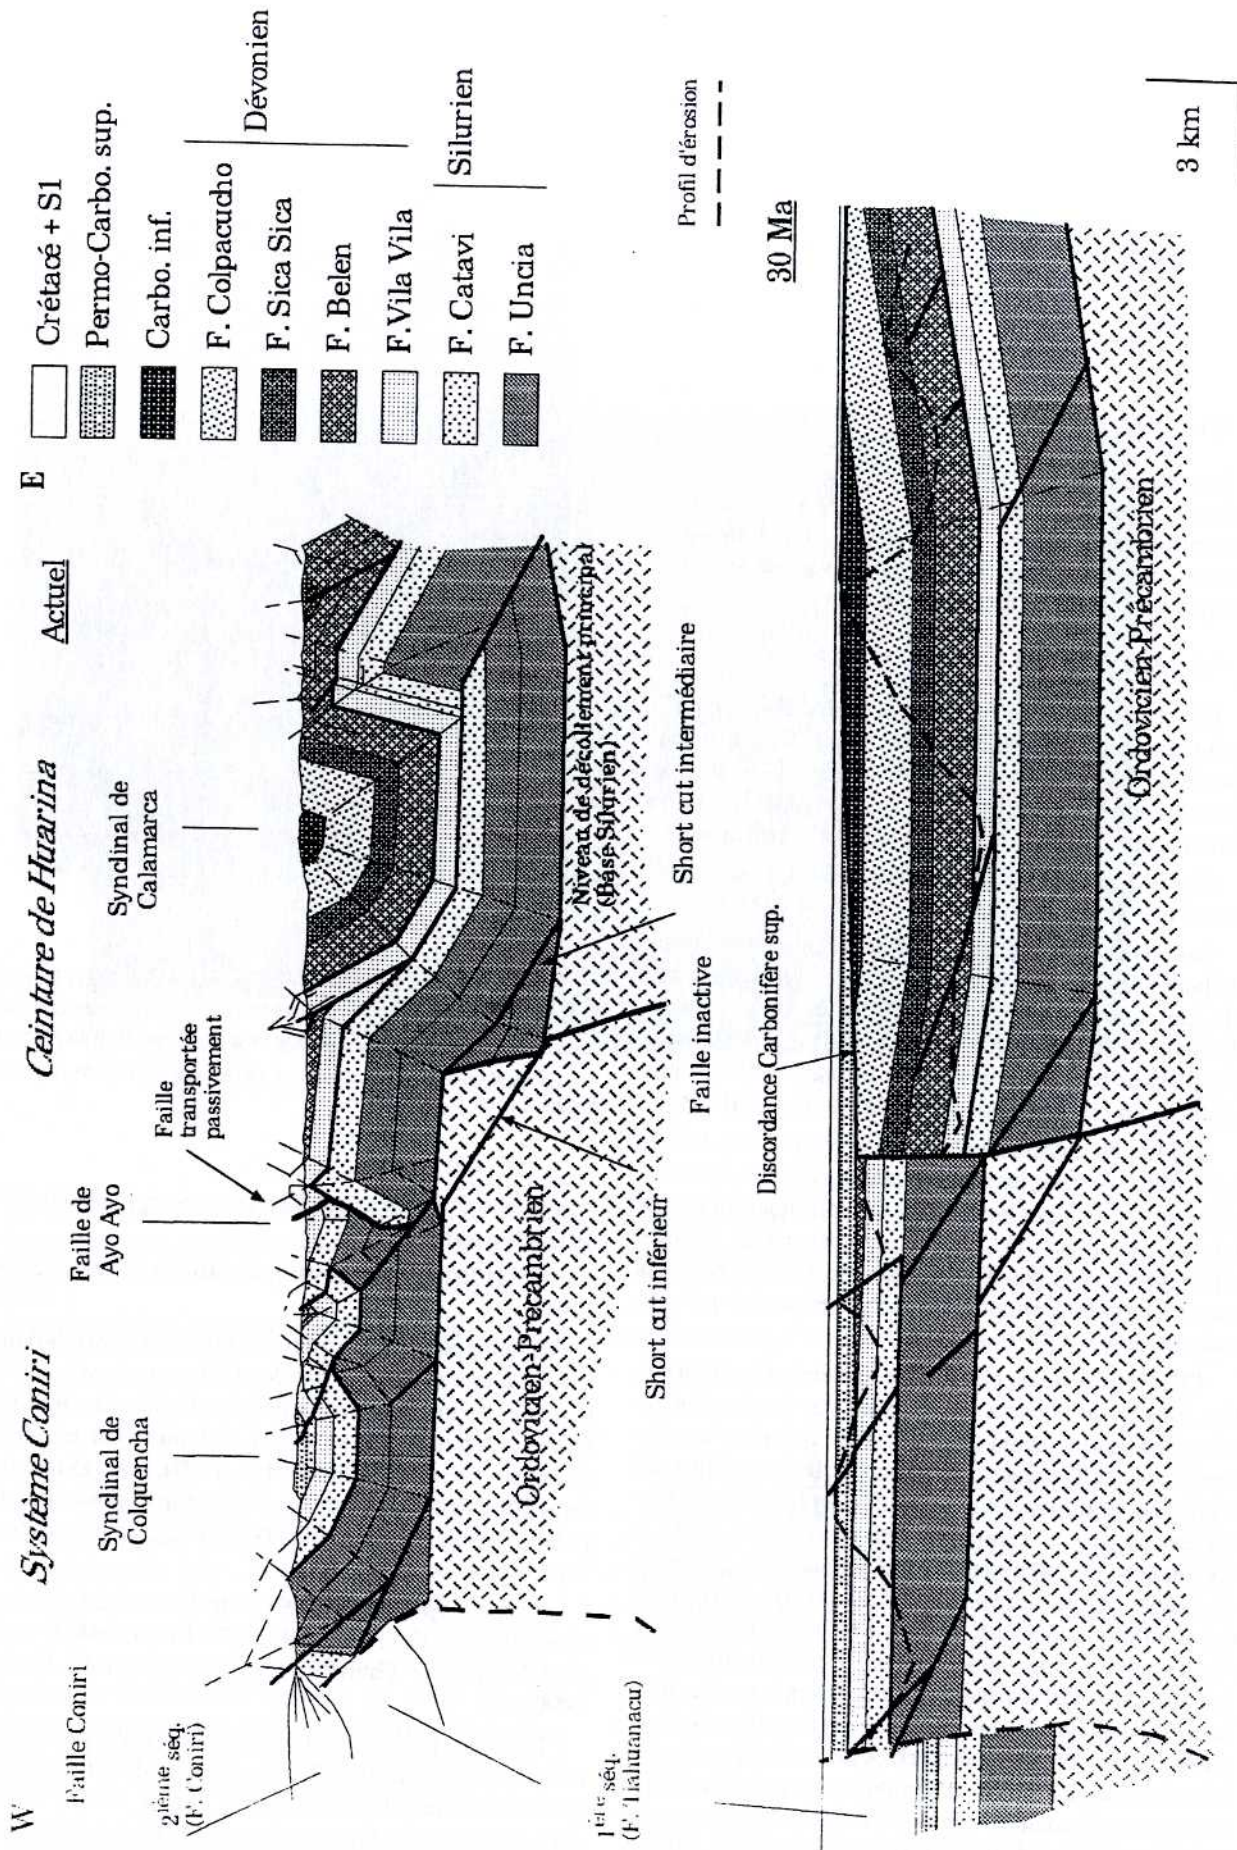 W
E
Système Coniri
Ceinture de Huarina
Actuel
Faille Coniri
Synclinal de
Colquencha
Faille de
Ayo Ayo
Faille
transportée
passivement
Synclinal de
Calamarca
2ième séq.
(F. Coniri)
1ière séq.
(F. Tiahuanacu)
Ordovicien-Précambrien
Niveau de décollement principal
(Base Silurien)
Short cut inférieur
Faille inactive
Short cut intermédiaire
Crétacé + S1
Permo-Carbo. sup.
Carbo. inf.
F. Colpacucho
F. Sica Sica
F. Belen
F. Vila Vila
F. Catavi
F. Uncia
Dévonien
Silurien
Profil d'érosion
30 Ma
Discordance Carbonifère sup.
Ordovicien-Précambrien
3 km